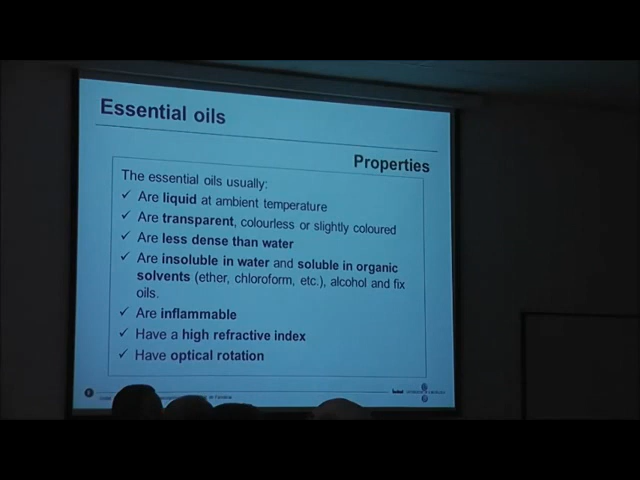 Essential oils
Properties
The essential oils usually:
✓ Are liquid at ambient temperature
✓ Are transparent, colourless or slightly coloured
✓ Are less dense than water
✓ Are insoluble in water and soluble in organic
solvents (ether, chloroform, etc.), alcohol and fix
oils.
✓ Are inflammable
✓ Have a high refractive index
✓ Have optical rotation